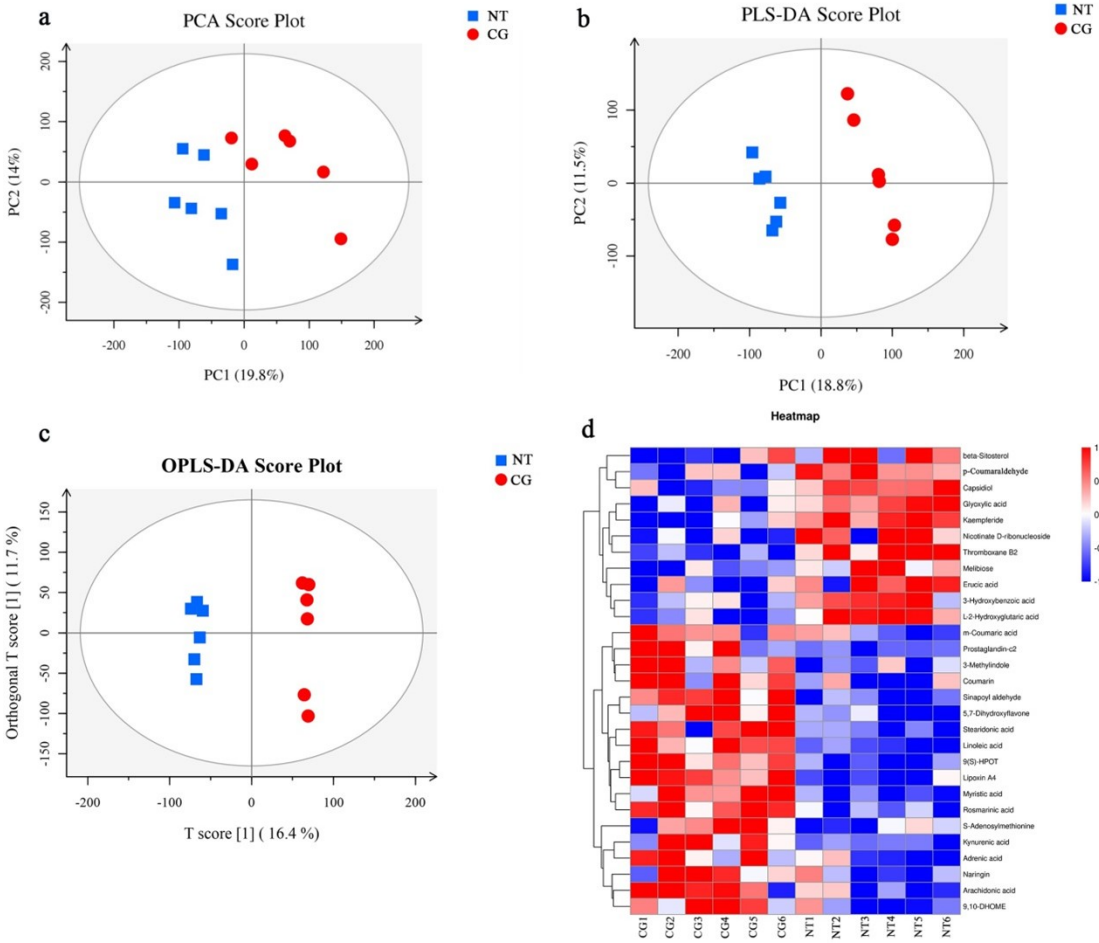 a
PCA Score Plot
NT
CG
200
100
0
-100
-200
PC2 (14%)
-200
-100
0
100
200
PC1 (19.8%)
b
PLS-DA Score Plot
NT
CG
100
0
-100
PC2 (11.5%)
-200
-100
0
100
200
PC1 (18.8%)
c
OPLS-DA Score Plot
NT
CG
150
100
50
0
-50
-100
-150
Orthogonal T score [1] ( 11.7 %)
-200
-100
0
100
200
T score [1] ( 16.4 %)
d
Heatmap
beta-Sitosterol
p-Coumaraldehyde
Capsidiol
Glyoxylic acid
Kaempferide
Nicotinate D-ribonucleoside
Thromboxane B2
Melibiose
Erucic acid
3-Hydroxybenzoic acid
L-2-Hydroxyglutaric acid
m-Coumaric acid
Prostaglandin-c2
3-Methylindole
Coumarin
Sinapoyl aldehyde
5,7-Dihydroxyflavone
Stearidonic acid
Linoleic acid
9(S)-HPOT
Lipoxin A4
Myristic acid
Rosmarinic acid
S-Adenosylmethionine
Kynurenic acid
Adrenic acid
Naringin
Arachidonic acid
9,10-DHOME
CG1
CG2
CG3
CG4
CG5
CG6
NT1
NT2
NT3
NT4
NT5
NT6
1
0
0